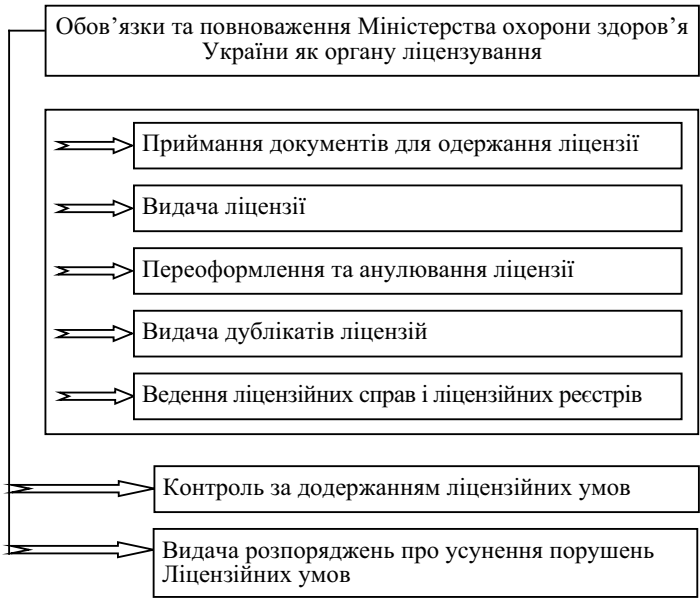 Обов’язки та повноваження Міністерства охорони здоров’я
України як органу ліцензування
Приймання документів для одержання ліцензії
Видача ліцензії
Переоформлення та анулювання ліцензії
Видача дублікатів ліцензій
Ведення ліцензійних справ і ліцензійних реєстрів
Контроль за додержанням ліцензійних умов
Видача розпоряджень про усунення порушень
Ліцензійних умов